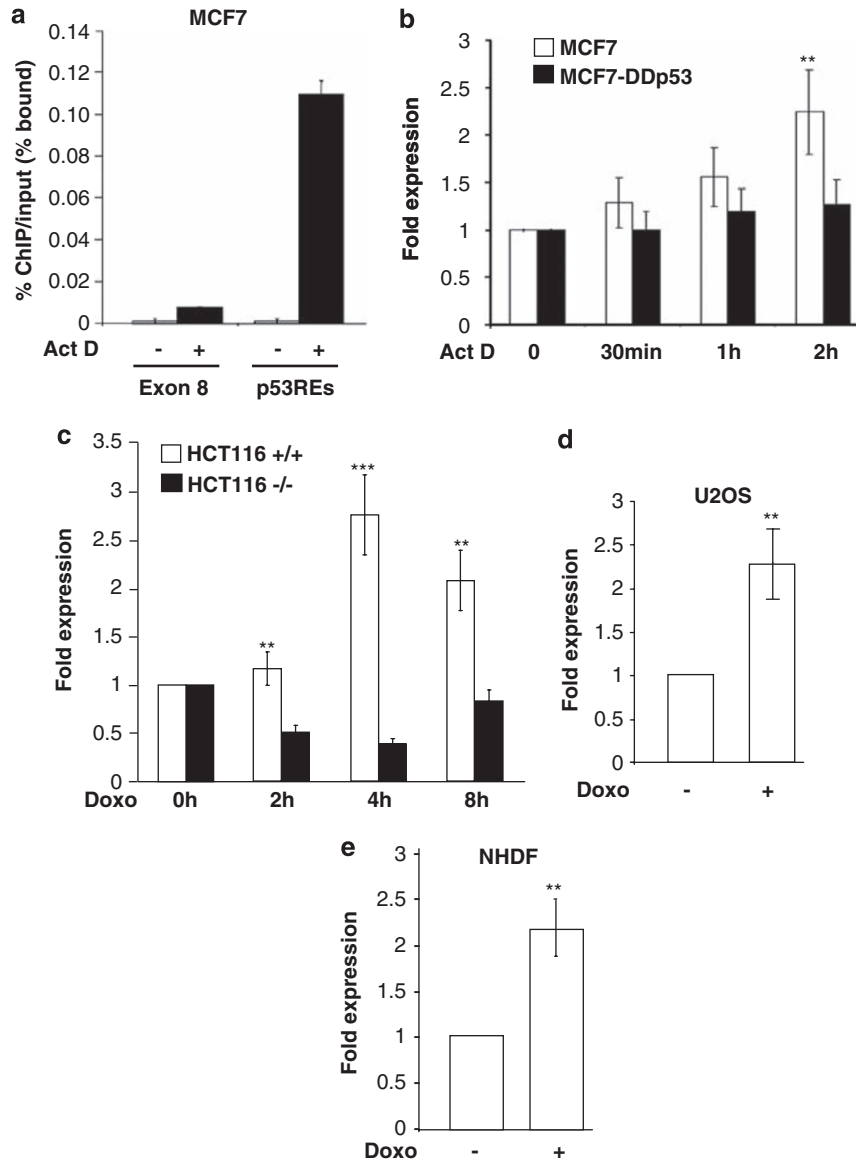 a
MCF7
% ChIP/input (% bound)
0.14
0.12
0.10
0.08
0.06
0.04
0.02
0
Act D - + - +
Exon 8 p53REs
b
MCF7
MCF7-DDp53
Fold expression
3
2.5
2
1.5
1
0.5
0
**
Act D 0 30min 1h 2h
c
HCT116 +/+
HCT116 -/-
Fold expression
3.5
3
2.5
2
1.5
1
0.5
0
** *** **
Doxo 0h 2h 4h 8h
d
U2OS
Fold expression
3
2.5
2
1.5
1
0.5
0
**
Doxo - +
e
NHDF
Fold expression
3
2.5
2
1.5
1
0.5
0
**
Doxo - +